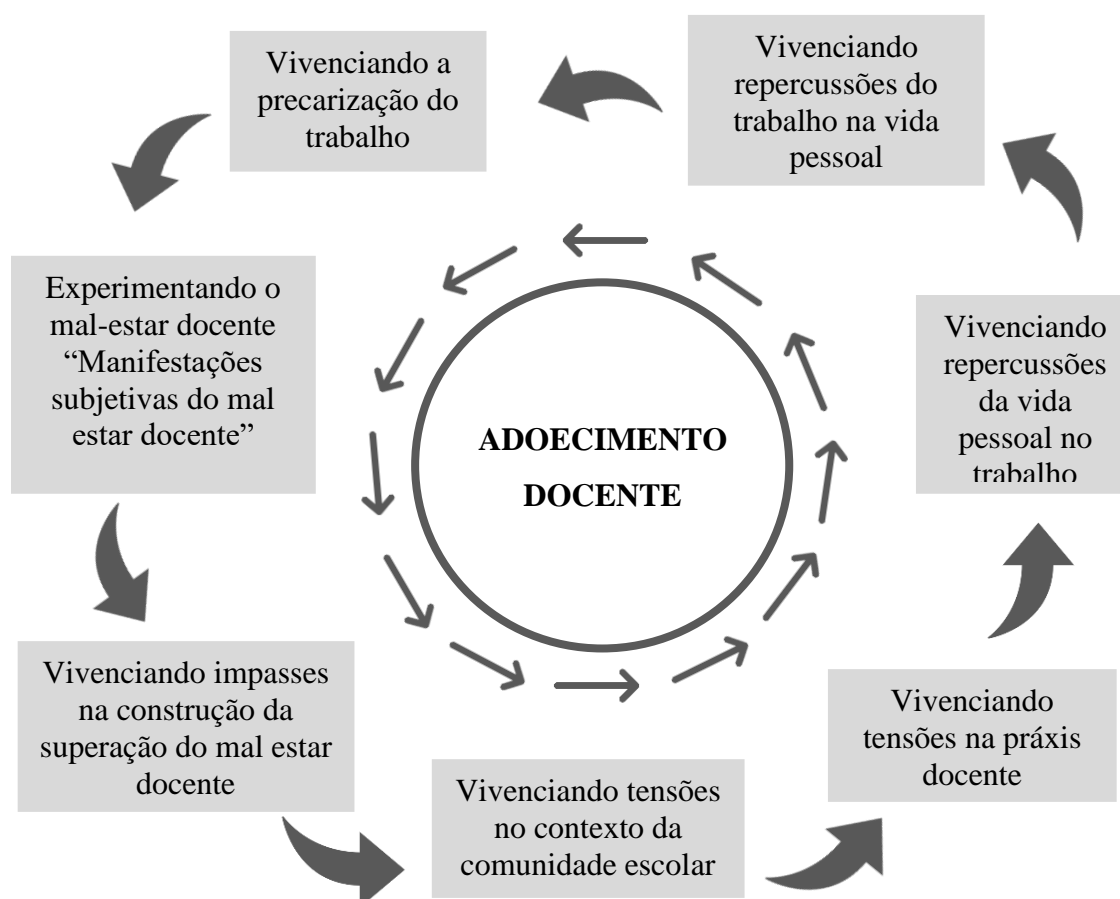 Vivenciando a
precarização do
trabalho
Vivenciando
repercussões do
trabalho na vida
pessoal
Experimentando o
mal-estar docente
“Manifestações
subjetivas do mal
estar docente”
ADOECIMENTO
DOCENTE
Vivenciando
repercussões
da vida
pessoal no
trabalho
Vivenciando impasses
na construção da
superação do mal estar
docente
Vivenciando tensões
no contexto da
comunidade escolar
Vivenciando
tensões na práxis
docente